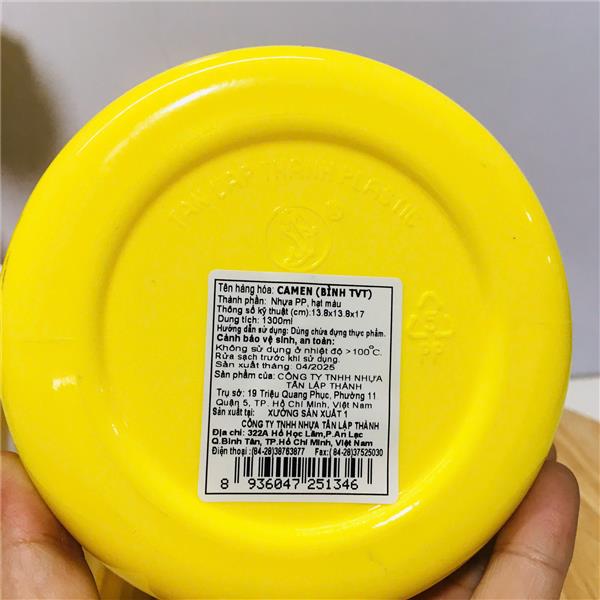 TÂN LẬP THÀNH PLASTIC
Tên hàng hóa: CAMEN (BÌNH TVT)
Thành phần: Nhựa PP, hạt màu
Thông số kỹ thuật (cm):13.8x13.8x17
Dung tích: 1300ml
Hướng dẫn sử dụng: Dùng chứa đựng thực phẩm.
Cảnh báo vệ sinh, an toàn:
Không sử dụng ở nhiệt độ >100°C.
Rửa sạch trước khi sử dụng.
Sản xuất tháng: 04/2025
Sản phẩm của: CÔNG TY TNHH NHỰA
TÂN LẬP THÀNH
Trụ sở: 19 Triệu Quang Phục, Phường 11
Quận 5, TP. Hồ Chí Minh, Việt Nam
Sản xuất tại: XƯỞNG SẢN XUẤT 1
CÔNG TY TNHH NHỰA TÂN LẬP THÀNH
Địa chỉ: 322A Hồ Học Lãm,P.An Lạc
Q.Bình Tân, TP.Hồ Chí Minh, Việt Nam
Điện thoại :(84-28)38763877 Fax:( 84-28)37525030
8 936047 251346
5
PP